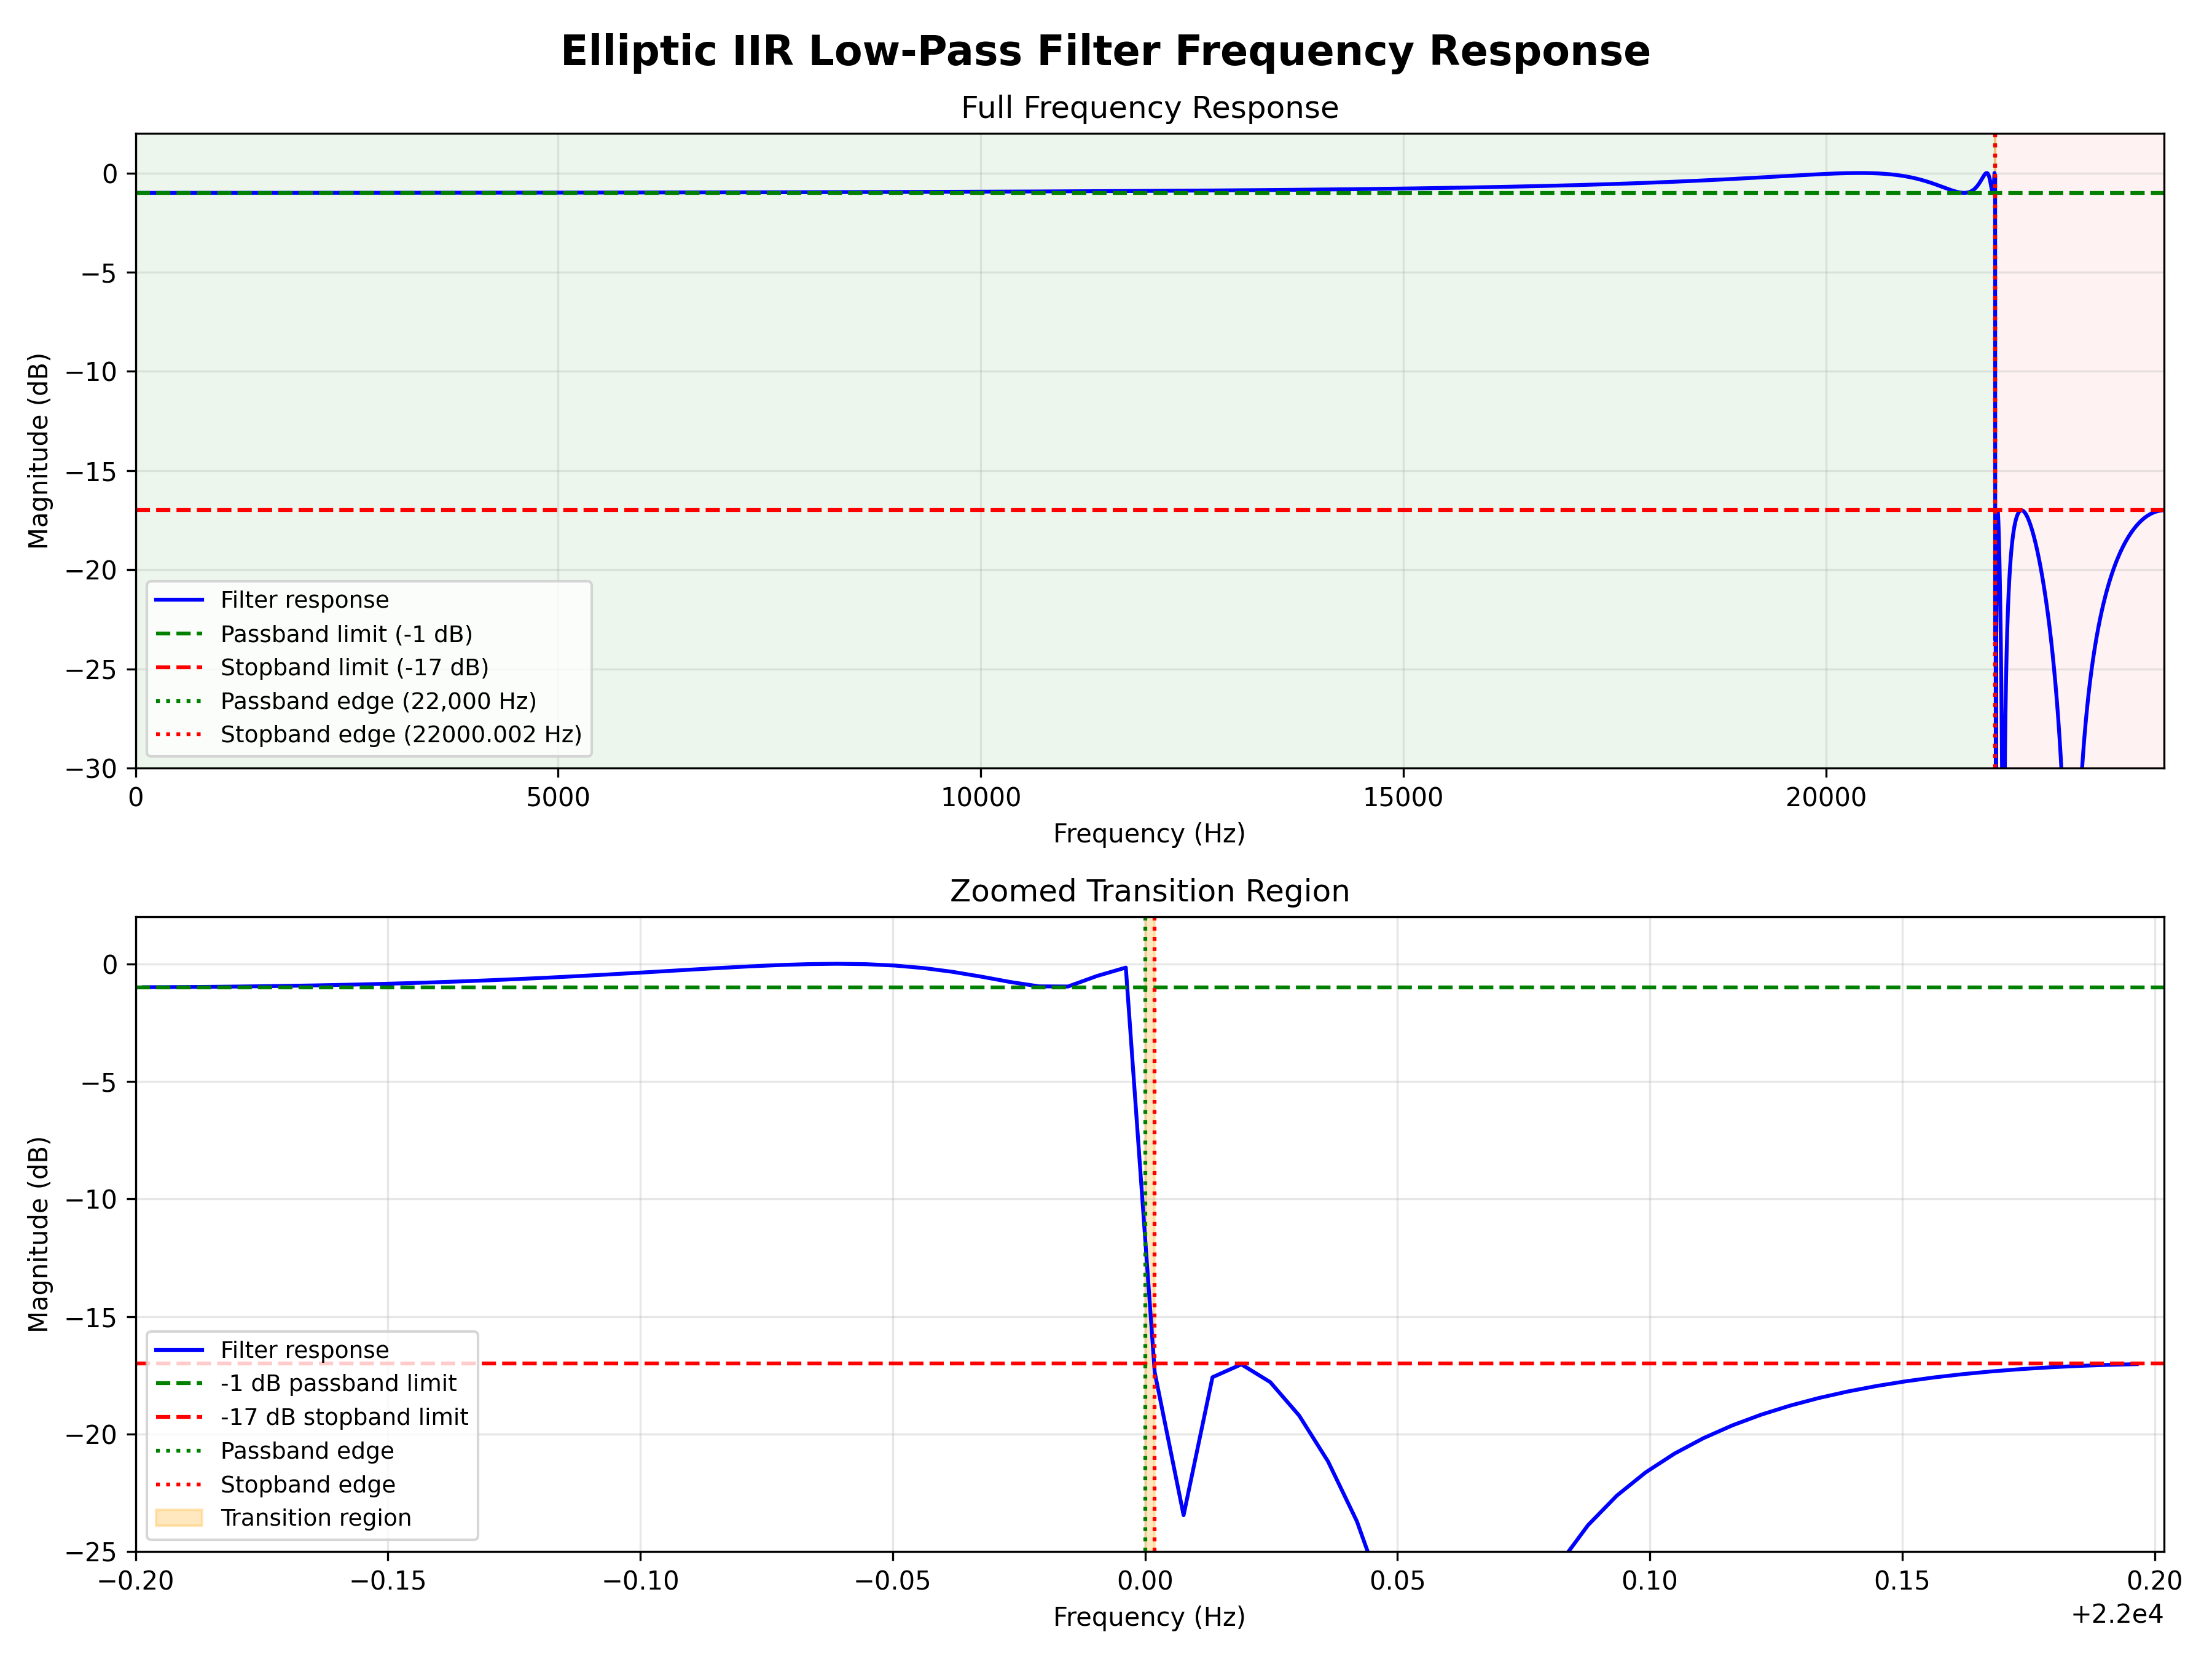 Elliptic IIR Low-Pass Filter Frequency Response
Full Frequency Response
Magnitude (dB)
0
−5
−10
−15
−20
−25
−30
Filter response
Passband limit (-1 dB)
Stopband limit (-17 dB)
Passband edge (22,000 Hz)
Stopband edge (22000.002 Hz)
0 5000 10000 15000 20000
Frequency (Hz)
Zoomed Transition Region
Magnitude (dB)
0
−5
−10
−15
−20
−25
Filter response
-1 dB passband limit
-17 dB stopband limit
Passband edge
Stopband edge
Transition region
−0.20 −0.15 −0.10 −0.05 0.00 0.05 0.10 0.15 0.20
Frequency (Hz)
+2.2e4